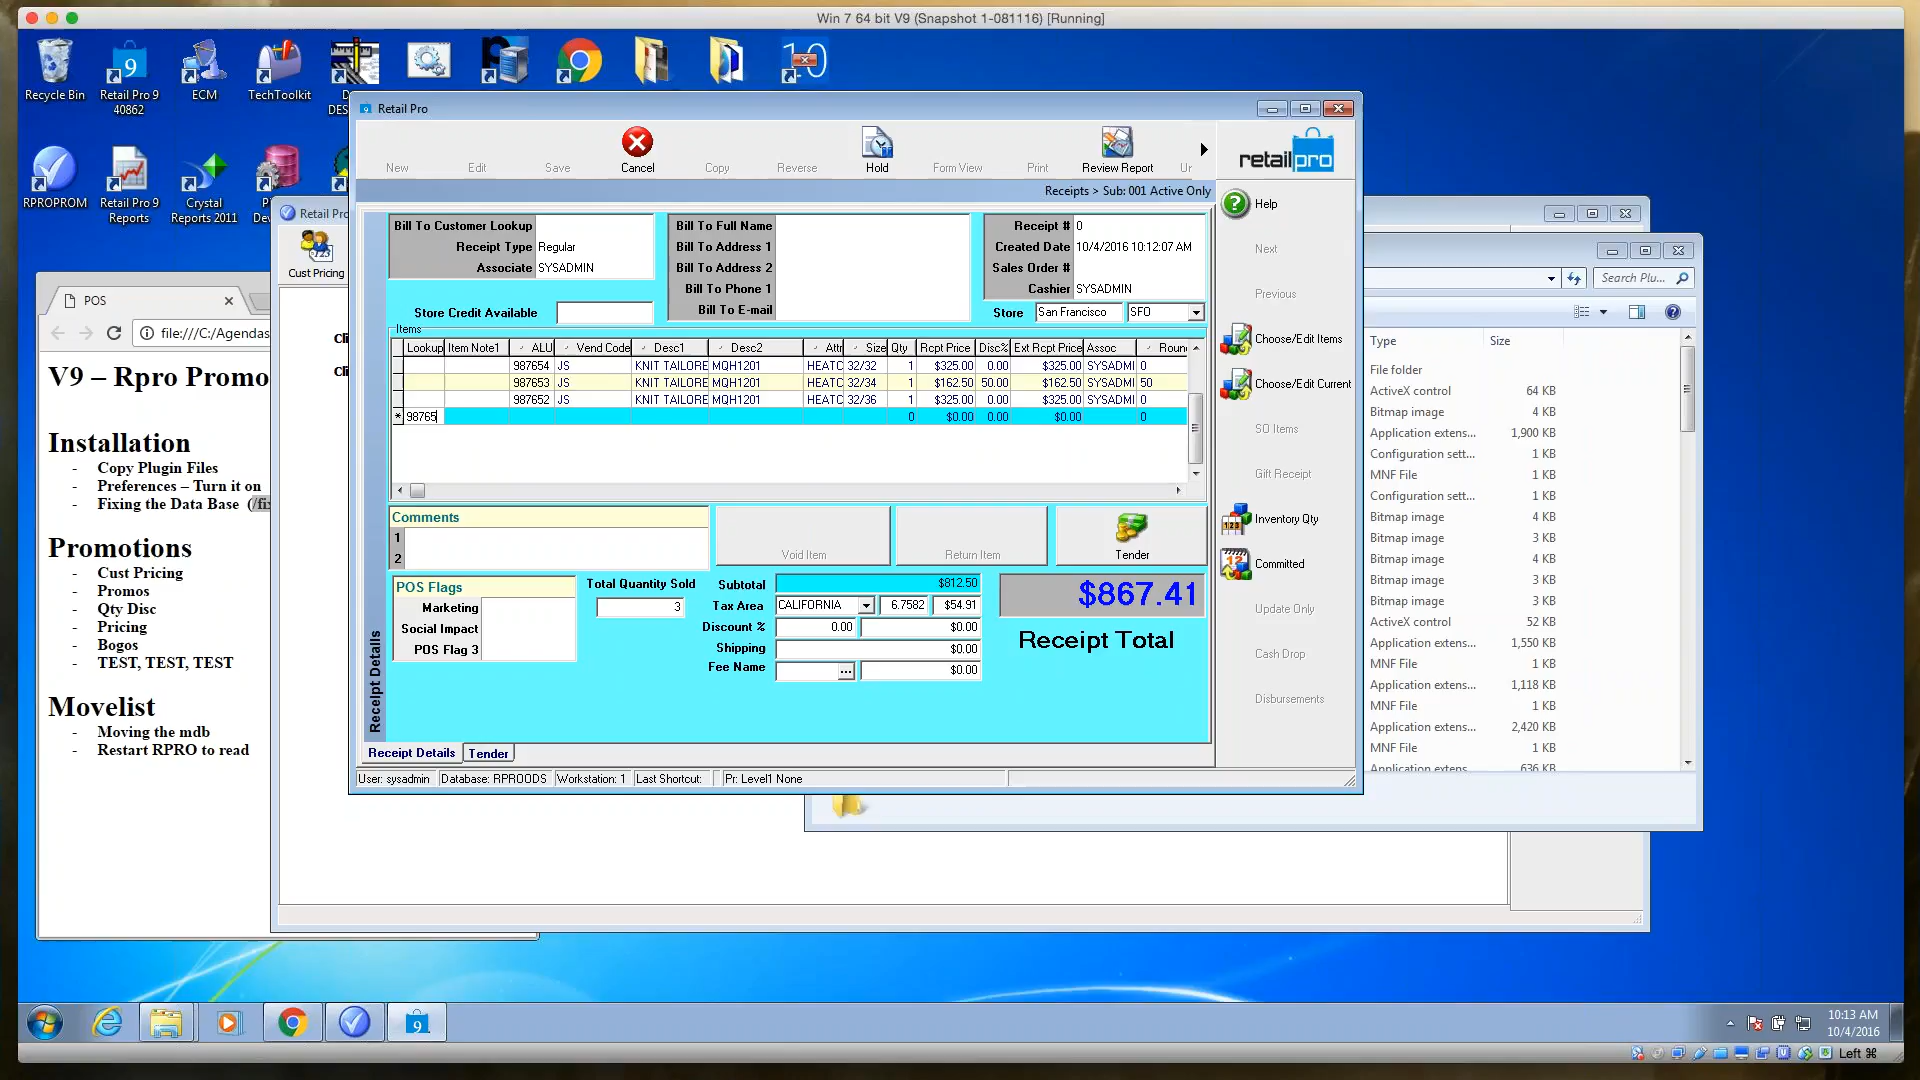 Win 7 64 bit V9 (Snapshot 1-081116) [Running]
Recycle Bin
Retail Pro 9
40862
ECM
TechToolkit
RPROPROM
Retail Pro 9
Reports
Crystal
Reports 2011
Retail Pro
Cust Pricing
POS
file:///C:/Agendas
V9 – Rpro Promo
Installation
- Copy Plugin Files
- Preferences – Turn it on
- Fixing the Data Base (/fix
Promotions
- Cust Pricing
- Promos
- Qty Disc
- Pricing
- Bogos
- TEST, TEST, TEST
Movelist
- Moving the mdb
- Restart RPRO to read
Retail Pro
New Edit Save Cancel Copy Reverse Hold Form View Print Review Report Ur
retailpro
Receipts > Sub: 001 Active Only
Bill To Customer Lookup
Receipt Type Regular
Associate SYSADMIN
Store Credit Available
Bill To Full Name
Bill To Address 1
Bill To Address 2
Bill To Phone 1
Bill To E-mail
Receipt # 0
Created Date 10/4/2016 10:12:07 AM
Sales Order #
Cashier SYSADMIN
Store San Francisco SFO
Items
Lookup Item Note1 ALU Vend Code Desc1 Desc2 Attr Size Qty Rcpt Price Disc% Ext Rcpt Price Assoc Roun
987654 JS KNIT TAILORE MQH1201 HEATC 32/32 1 $325.00 0.00 $325.00 SYSADMI 0
987653 JS KNIT TAILORE MQH1201 HEATC 32/34 1 $162.50 50.00 $162.50 SYSADMI 50
987652 JS KNIT TAILORE MQH1201 HEATC 32/36 1 $325.00 0.00 $325.00 SYSADMI 0
* 98765 0 $0.00 0.00 $0.00 0
Comments
1
2
Void Item
Return Item
Tender
POS Flags
Marketing
Social Impact
POS Flag 3
Total Quantity Sold
3
Subtotal $812.50
Tax Area CALIFORNIA 6.7582 $54.91
Discount % 0.00 $0.00
Shipping $0.00
Fee Name ... $0.00
$867.41
Receipt Total
Receipt Details
Receipt Details Tender
User: sysadmin Database: RPROODS Workstation: 1 Last Shortcut: Pr: Level1 None
Help
Next
Previous
Choose/Edit Items
Choose/Edit Current
SO Items
Gift Receipt
Inventory Qty
Committed
Update Only
Cash Drop
Disbursements
Search Plu...
Type Size
File folder
ActiveX control 64 KB
Bitmap image 4 KB
Application extens... 1,900 KB
Configuration sett... 1 KB
MNF File 1 KB
Configuration sett... 1 KB
Bitmap image 4 KB
Bitmap image 3 KB
Bitmap image 4 KB
Bitmap image 3 KB
Bitmap image 3 KB
ActiveX control 52 KB
Application extens... 1,550 KB
MNF File 1 KB
Application extens... 1,118 KB
MNF File 1 KB
Application extens... 2,420 KB
MNF File 1 KB
Application extens... 636 KB
10:13 AM
10/4/2016
Left ⌘